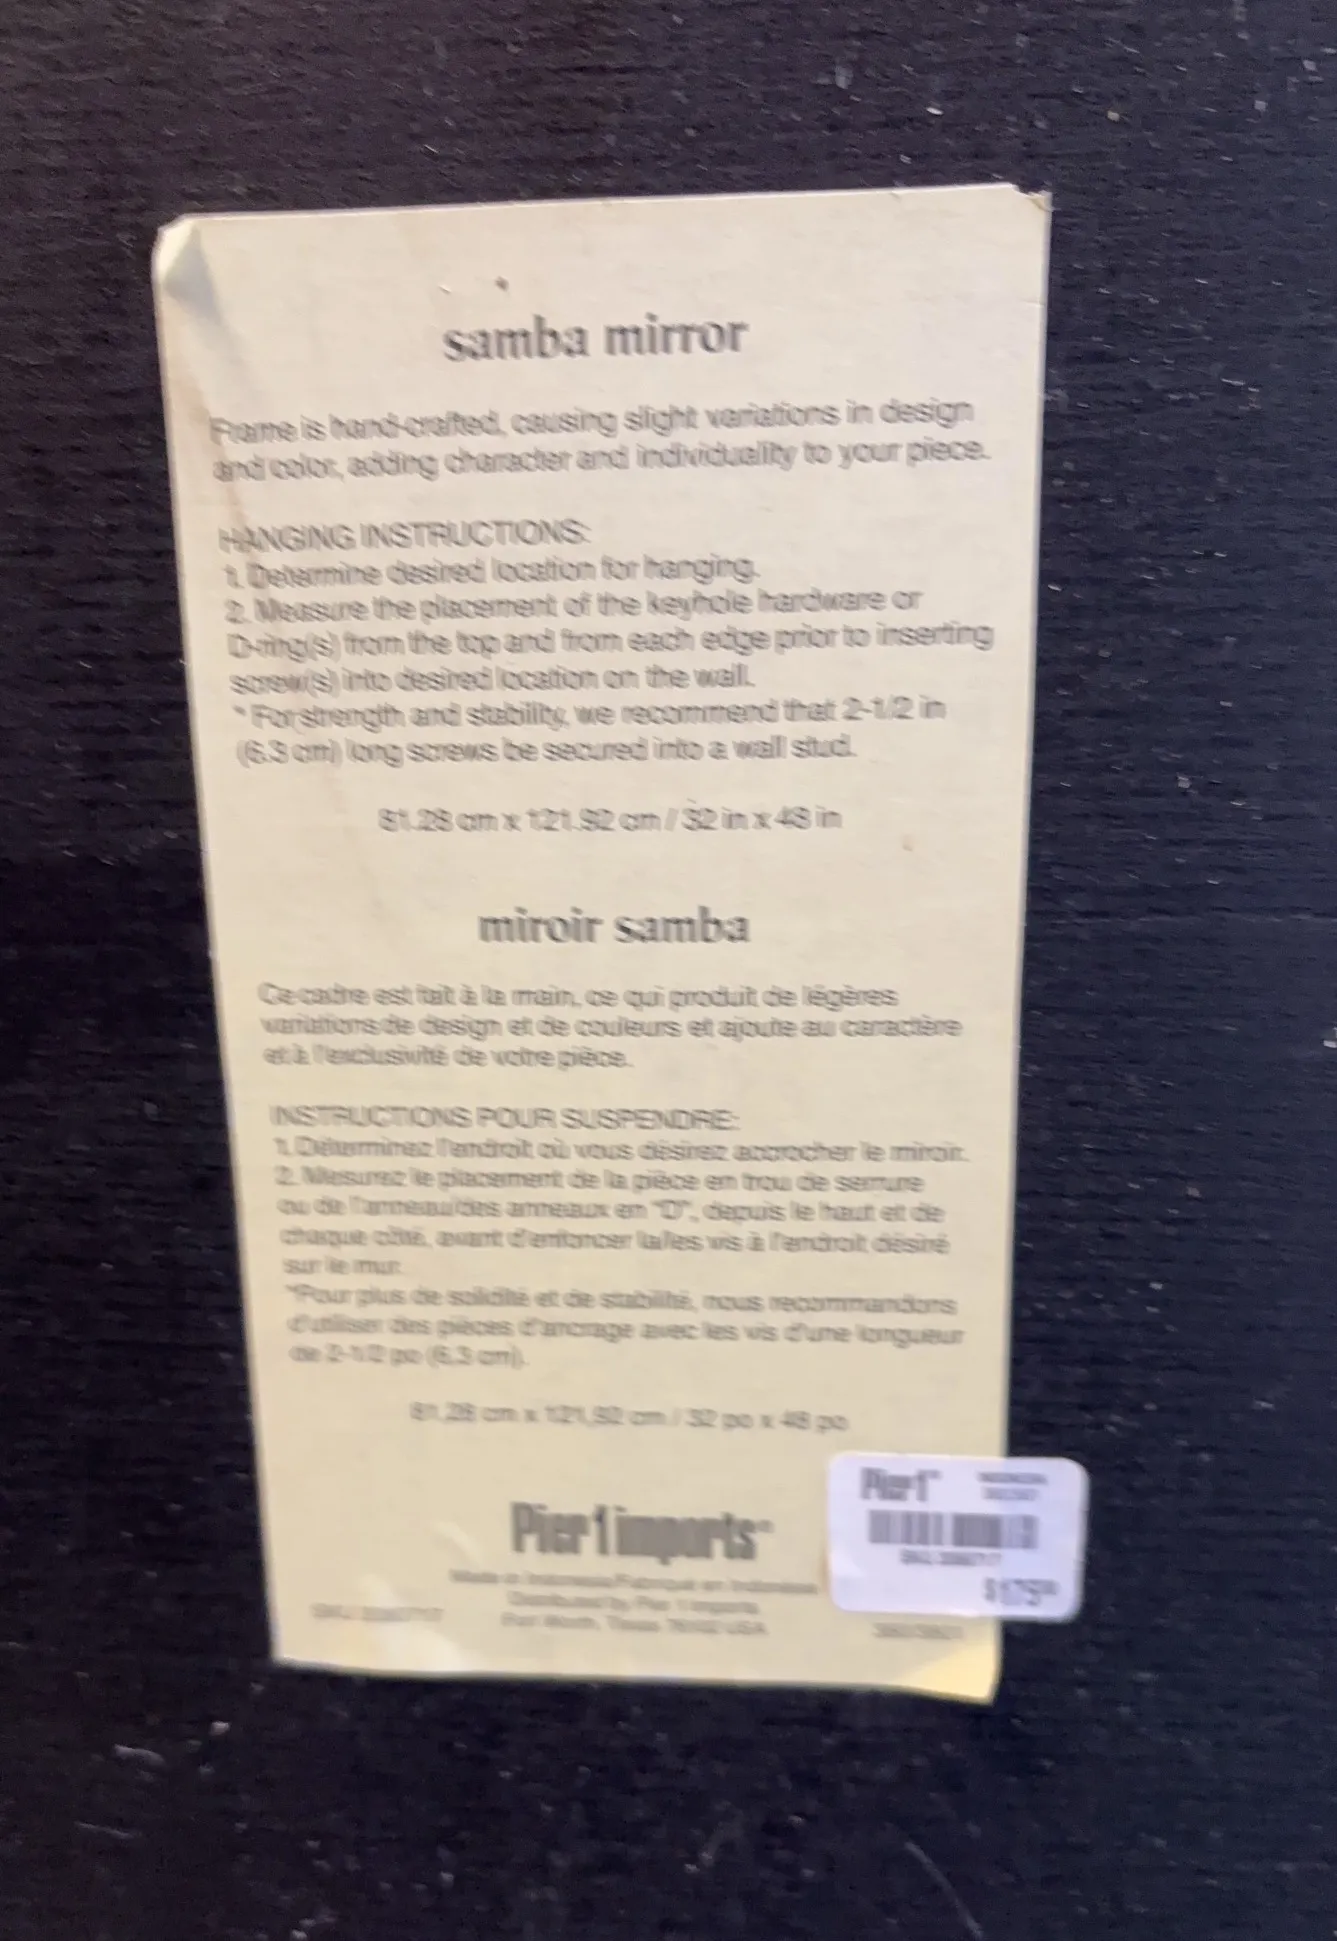 samba mirror
Frame is hand-crafted, causing slight variations in design
and color, adding character and individuality to your piece.
HANGING INSTRUCTIONS:
1. Determine desired location for hanging.
2. Measure the placement of the keyhole hardware or
D-ring(s) from the top and from each edge prior to inserting
screw(s) into desired location on the wall.
* For strength and stability, we recommend that 2-1/2 in
(6.3 cm) long screws be secured into a wall stud.
81.28 cm x 121.92 cm / 32 in x 48 in
miroir samba
Ce cadre est fait à la main, ce qui produit de légères
variations de design et de couleurs et ajoute au caractère
et à l'exclusivité de votre pièce.
INSTRUCTIONS POUR SUSPENDRE:
1. Déterminez l'endroit où vous désirez accrocher le miroir.
2. Mesurez le placement de la pièce en trou de serrure
ou de l'anneau/des anneaux en "D", depuis le haut et de
chaque côté, avant d'enfoncer la/les vis à l'endroit désiré
sur le mur.
*Pour plus de solidité et de stabilité, nous recommandons
d'utiliser des pièces d'ancrage avec les vis d'une longueur
de 2-1/2 po (6,3 cm).
81,28 cm x 121,92 cm / 32 po x 48 po
Pier 1
Pier 1 imports
SKU
$175
Made in Indonesia/Fabriqué en Indonésie
Distributed by Pier 1 Imports
SKU
Fort Worth, Texas 76102 USA